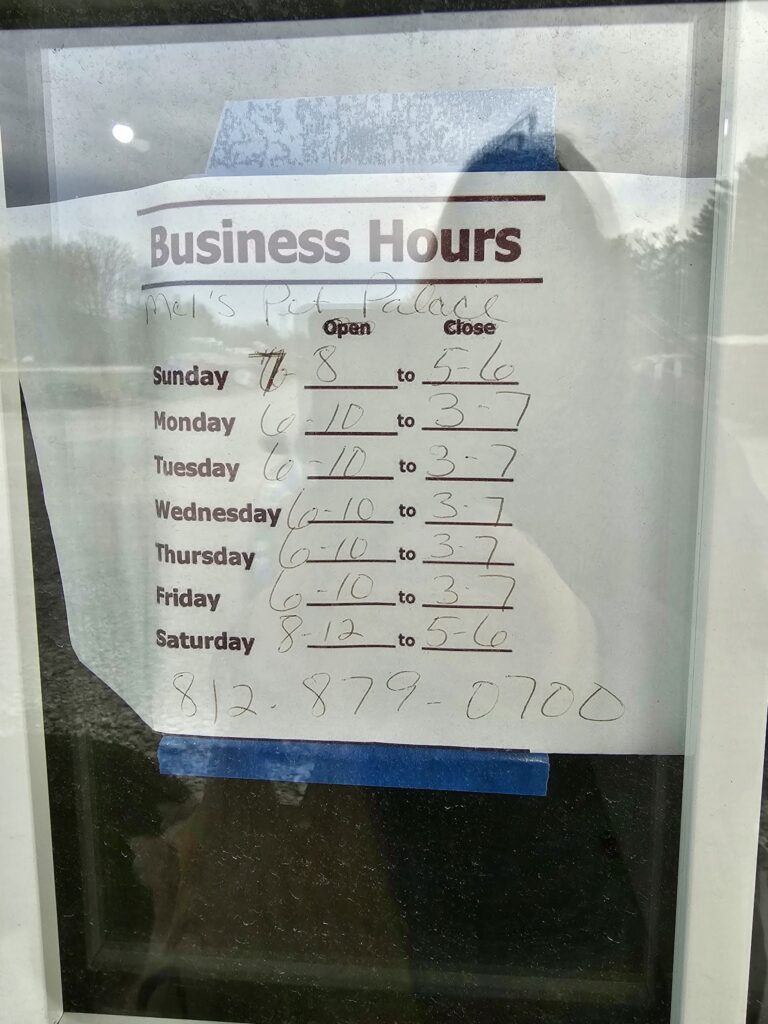 Business Hours
Mel's Pet Palace
Open Close
Sunday 7- 8 to 5-6
Monday 6-10 to 3-7
Tuesday 6-10 to 3-7
Wednesday 6-10 to 3-7
Thursday 6-10 to 3-7
Friday 6-10 to 3-7
Saturday 8-12 to 5-6
812-879-0700